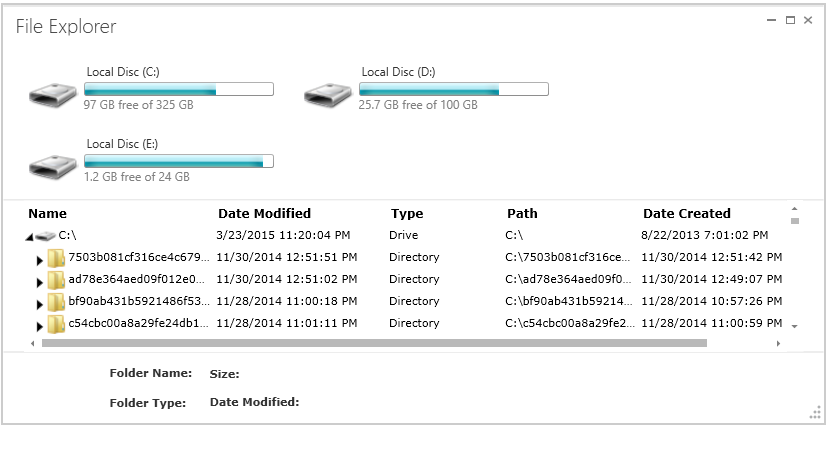 File Explorer
Local Disc (C:) Local Disc (D:)
97 GB free of 325 GB 25.7 GB free of 100 GB
Local Disc (E:)
1.2 GB free of 24 GB
Name Date Modified Type Path Date Created
C:\ 3/23/2015 11:20:04 PM Drive C:\ 8/22/2013 7:01:02 PM
7503b081cf316ce4c679... 11/30/2014 12:51:51 PM Directory C:\7503b081cf316ce... 11/30/2014 12:51:42 PM
ad78e364aed09f012e0... 11/30/2014 12:51:02 PM Directory C:\ad78e364aed09f0... 11/30/2014 12:49:07 PM
bf90ab431b5921486f53... 11/28/2014 11:00:18 PM Directory C:\bf90ab431b59214... 11/28/2014 10:57:26 PM
c54cbc00a8a29fe24db1... 11/28/2014 11:01:11 PM Directory C:\c54cbc00a8a29fe2... 11/28/2014 11:00:59 PM
Folder Name: Size:
Folder Type: Date Modified: